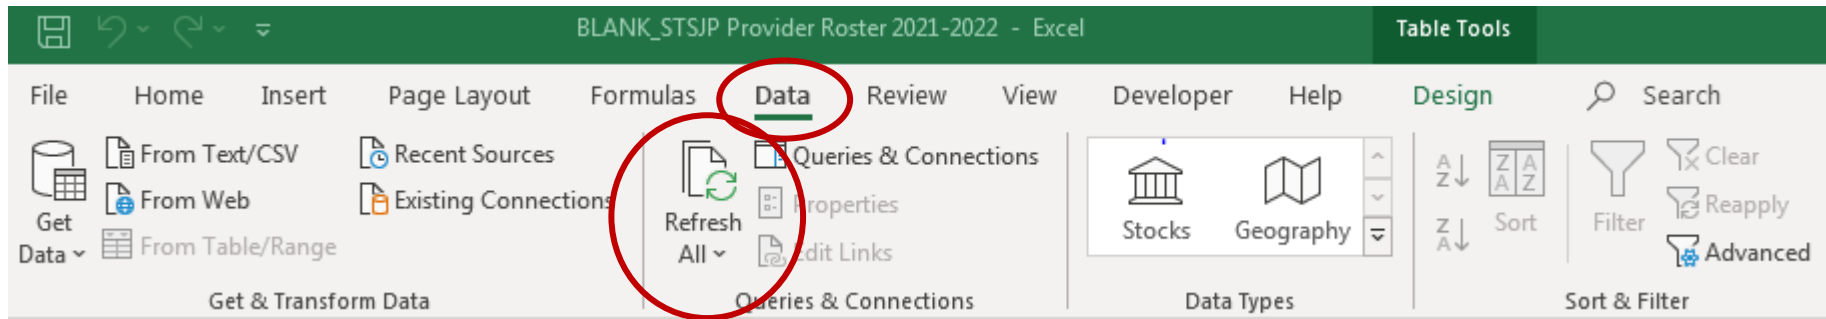 BLANK_STSJP Provider Roster 2021-2022 - Excel
Table Tools
File Home Insert Page Layout Formulas Data Review View Developer Help Design Search
Get Data
From Text/CSV
From Web
From Table/Range
Recent Sources
Existing Connections
Get & Transform Data
Refresh All
Queries & Connections
Properties
Edit Links
Queries & Connections
Stocks
Geography
Data Types
A Z
Z A
Z A A Z
Sort
Filter
Clear
Reapply
Advanced
Sort & Filter